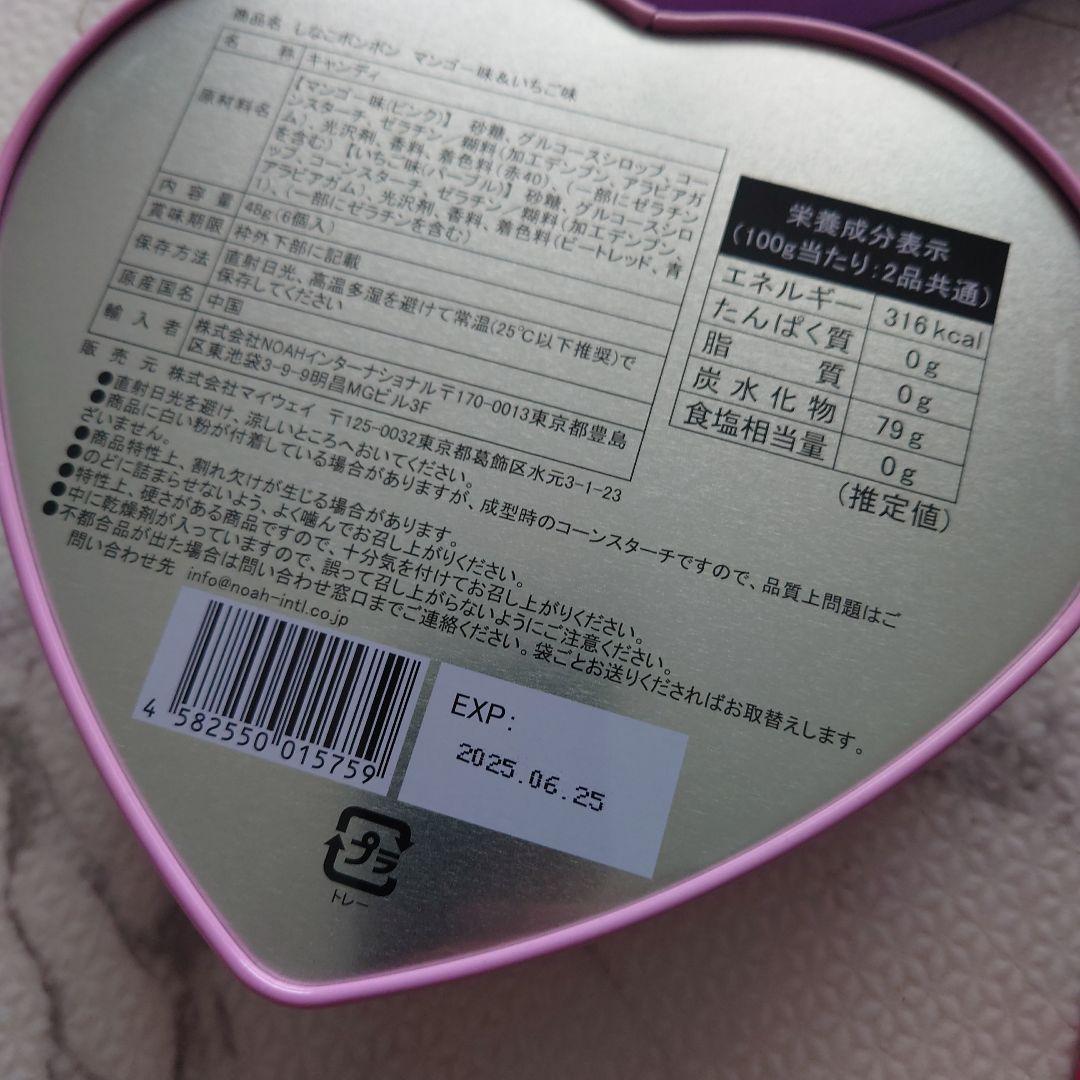 商品名 しなこボンボン マンゴー味&いちご味
名称 キャンディ
原材料名 【マンゴー味(ピンク)】 砂糖、グルコースシロップ、コー
ンスターチ、ゼラチン／糊料(加工デンプン、アラビアガ
ム)、光沢剤、香料、着色料(赤40)、(一部にゼラチン
を含む) 【いちご味(パープル)】 砂糖、グルコースシロ
ップ、コーンスターチ、ゼラチン／糊料(加工デンプン、
アラビアガム)、光沢剤、香料、着色料(ビートレッド、青
1)、(一部にゼラチンを含む)
内容量 48g(6個入)
賞味期限 枠外下部に記載
保存方法 直射日光、高温多湿を避けて常温(25℃以下推奨)で
保存してください
原産国名 中国
輸入者 株式会社NOAHインターナショナル 〒170-0013東京都豊島
区東池袋3-9-9明昌MGビル3F
販売元 株式会社マイウェイ 〒125-0032東京都葛飾区水元3-1-23
●直射日光を避け、涼しいところへおいてください。
●商品に白い粉が付着している場合がありますが、成型時のコーンスターチですので、品質上問題はご
ざいません。
●商品特性上、割れ欠けが生じる場合があります。
●のどに詰まらせないよう、よく噛んでお召し上がりください。
●特性上、硬さがある商品ですので、十分気を付けてお召し上がりください。
●中に乾燥剤が入っていますので、誤って召し上がらないようにご注意ください。
●不都合品が出た場合は問い合わせ窓口までご連絡ください。袋ごとお送りくださればお取替えします。
問い合わせ先 info@noah-intl.co.jp
栄養成分表示
(100g当たり:2品共通)
エネルギー 316kcal
たんぱく質 0g
脂質 0g
炭水化物 79g
食塩相当量 0g
(推定値)
4 582550 015759
EXP:
2025.06.25
プラ
トレー